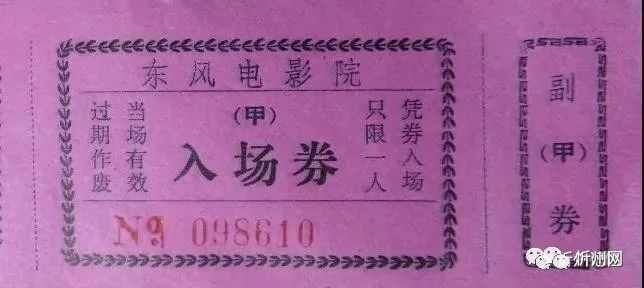 东风电影院
过期作废
当场有效
(甲)
入场券
只限一人
凭券入场
№ 098610
副
(甲)
券
忻州网